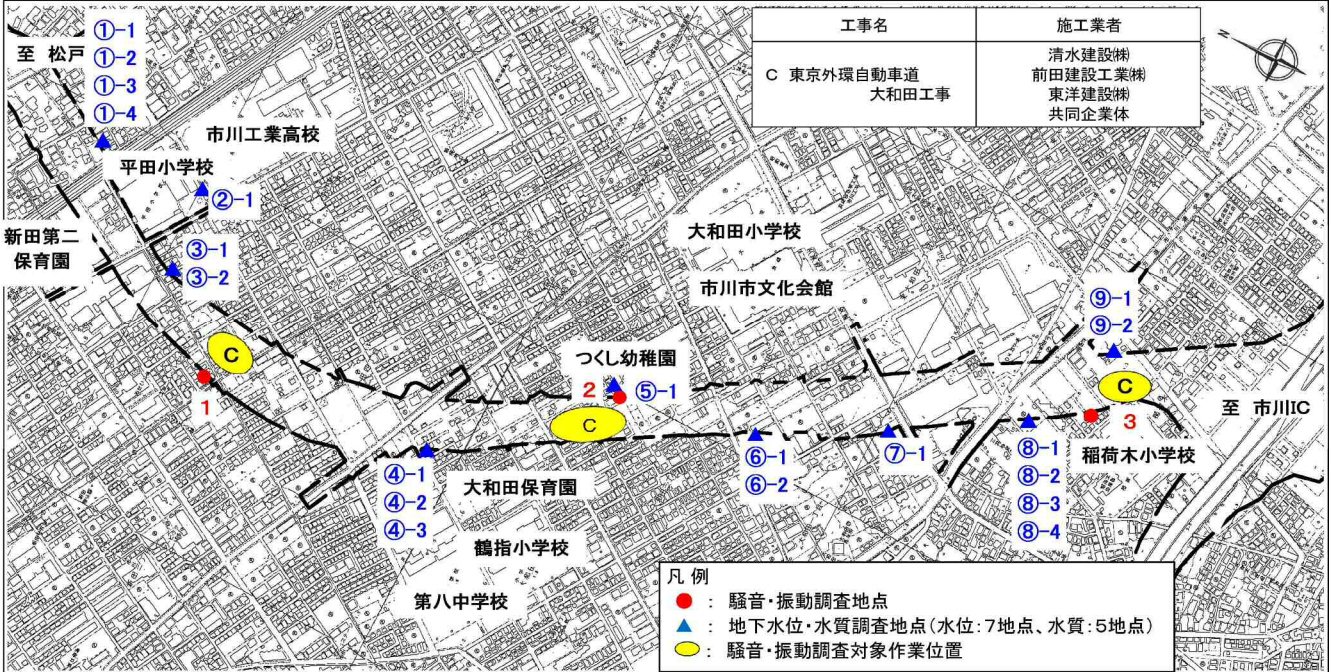 至 松戸
①-1
①-2
①-3
①-4
市川工業高校
平田小学校
②-1
新田第二
保育園
③-1
③-2
C
1
工事名
施工業者
C 東京外環自動車道
大和田工事
清水建設㈱
前田建設工業㈱
東洋建設㈱
共同企業体
N
大和田小学校
市川市文化会館
つくし幼稚園
2
⑤-1
C
④-1
④-2
④-3
大和田保育園
鶴指小学校
第八中学校
⑥-1
⑥-2
⑦-1
⑨-1
⑨-2
C
至 市川IC
3
稲荷木小学校
⑧-1
⑧-2
⑧-3
⑧-4
凡 例
： 騒音・振動調査地点
： 地下水位・水質調査地点(水位:7地点、水質:5地点)
： 騒音・振動調査対象作業位置